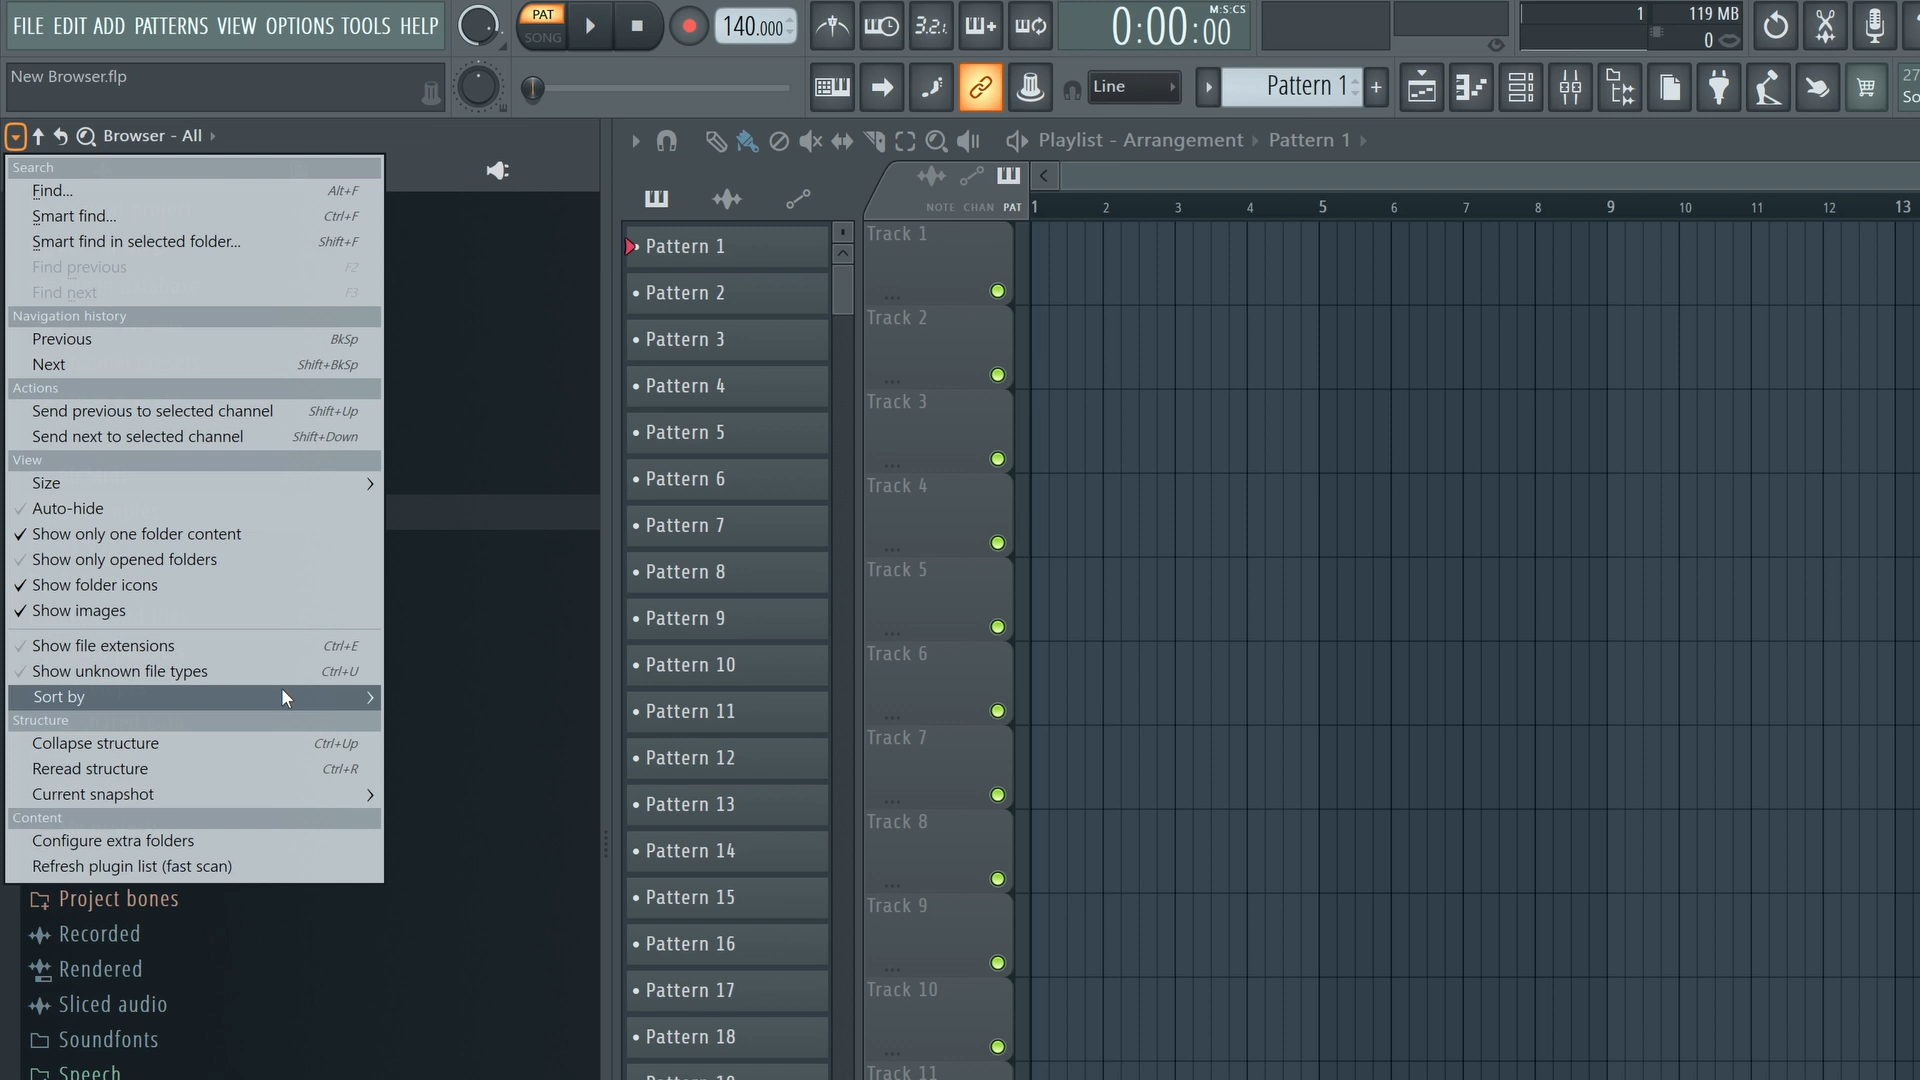 FILE EDIT ADD PATTERNS VIEW OPTIONS TOOLS HELP
PAT
SONG
140.000
3.2.
0:00:00
M:S:CS
1
119 MB
0
New Browser.flp
Line
Pattern 1
+
27
So
Browser - All
Playlist - Arrangement
Pattern 1
Search
Find... Alt+F
Smart find... Ctrl+F
Smart find in selected folder... Shift+F
Find previous F2
Find next F3
Navigation history
Previous BkSp
Next Shift+BkSp
Actions
Send previous to selected channel Shift+Up
Send next to selected channel Shift+Down
View
Size
Auto-hide
Show only one folder content
Show only opened folders
Show folder icons
Show images
Show file extensions Ctrl+E
Show unknown file types Ctrl+U
Sort by
Structure
Collapse structure Ctrl+Up
Reread structure Ctrl+R
Current snapshot
Content
Configure extra folders
Refresh plugin list (fast scan)
Project bones
Recorded
Rendered
Sliced audio
Soundfonts
Speech
Pattern 1
Pattern 2
Pattern 3
Pattern 4
Pattern 5
Pattern 6
Pattern 7
Pattern 8
Pattern 9
Pattern 10
Pattern 11
Pattern 12
Pattern 13
Pattern 14
Pattern 15
Pattern 16
Pattern 17
Pattern 18
NOTE CHAN PAT
1 2 3 4 5 6 7 8 9 10 11 12 13
Track 1
Track 2
Track 3
Track 4
Track 5
Track 6
Track 7
Track 8
Track 9
Track 10
Track 11